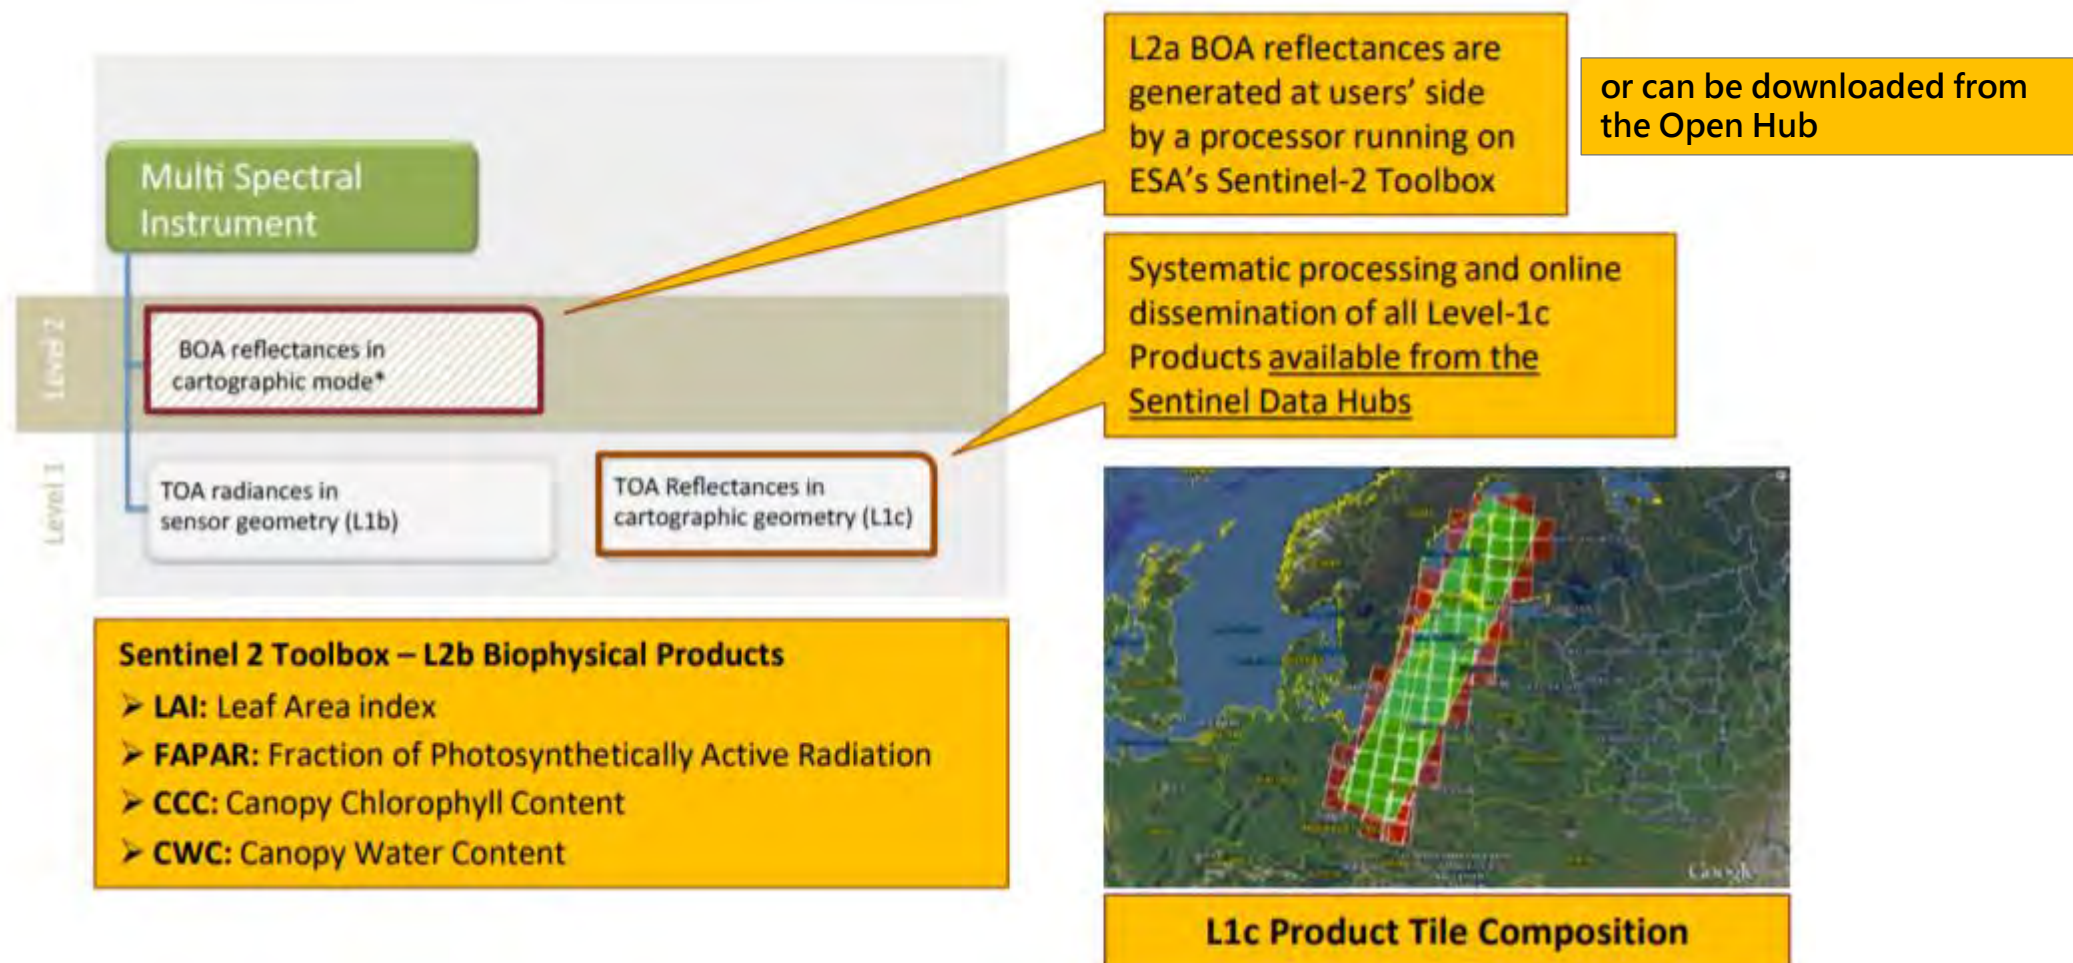 Multi Spectral
Instrument
Level 2
BOA reflectances in
cartographic mode*
Level 1
TOA radiances in
sensor geometry (L1b)
TOA Reflectances in
cartographic geometry (L1c)
L2a BOA reflectances are
generated at users' side
by a processor running on
ESA's Sentinel-2 Toolbox
or can be downloaded from
the Open Hub
Systematic processing and online
dissemination of all Level-1c
Products available from the
Sentinel Data Hubs
Sentinel 2 Toolbox – L2b Biophysical Products
➢ LAI: Leaf Area index
➢ FAPAR: Fraction of Photosynthetically Active Radiation
➢ CCC: Canopy Chlorophyll Content
➢ CWC: Canopy Water Content
Google
L1c Product Tile Composition